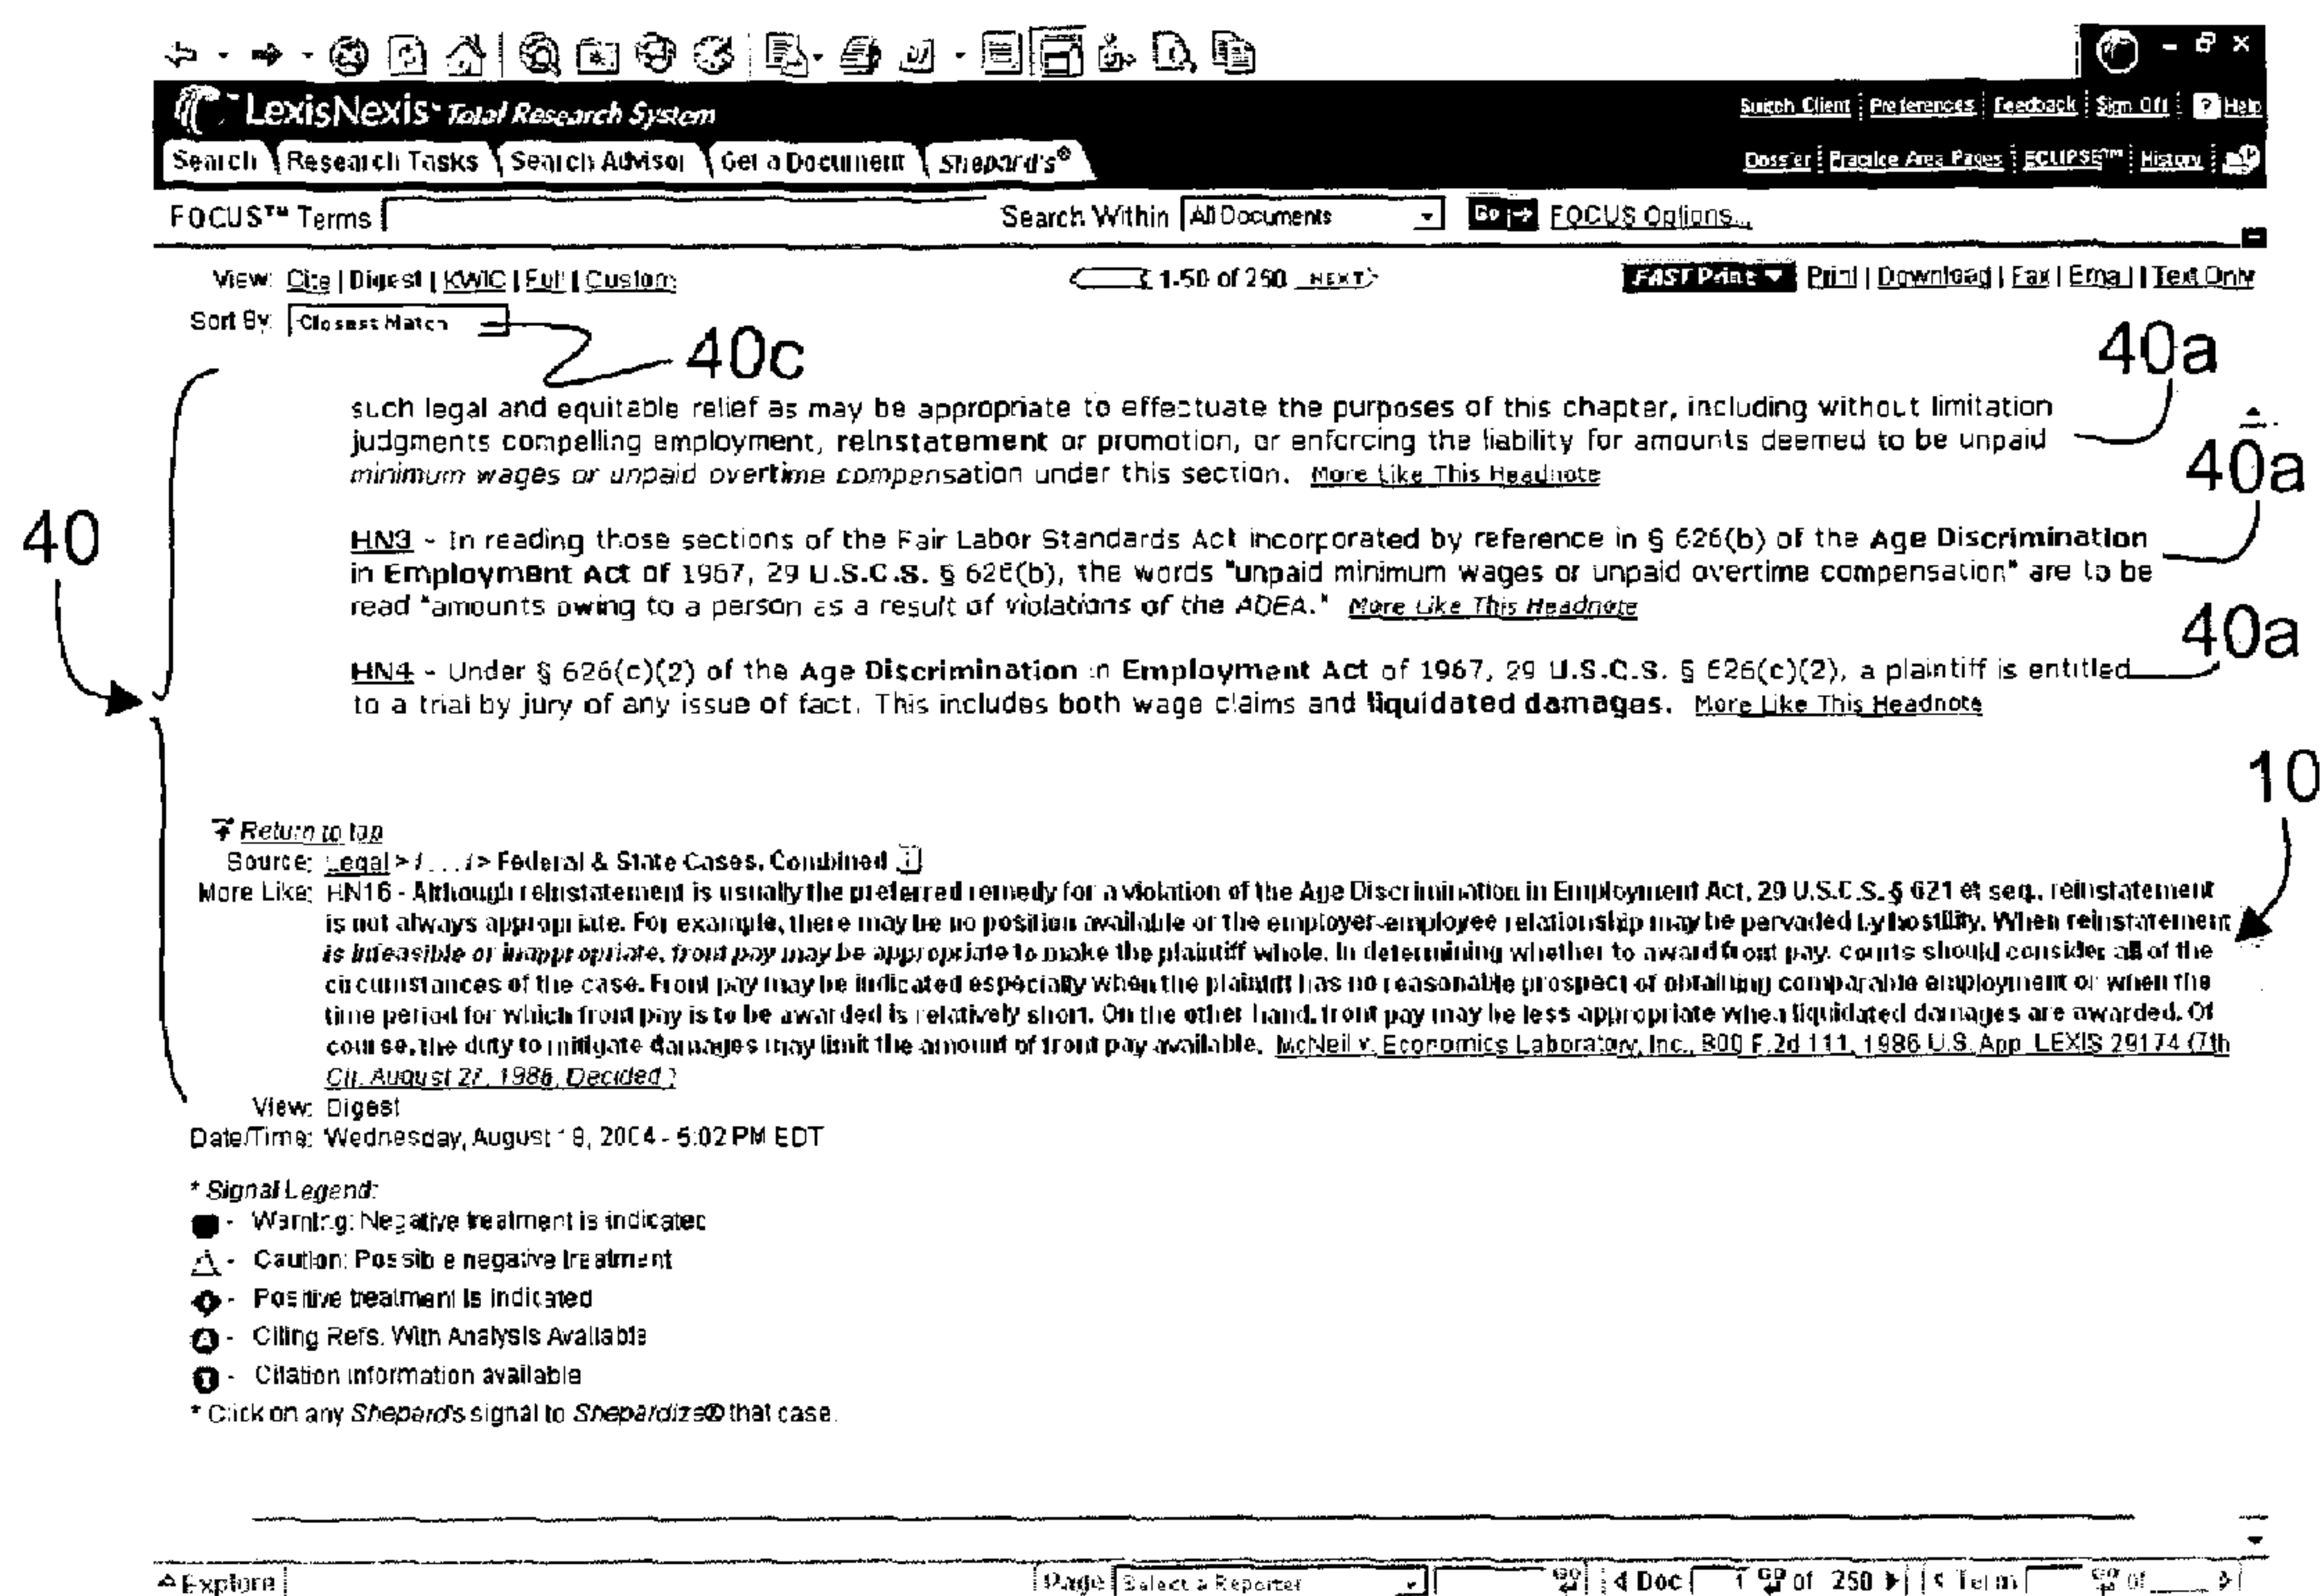 LexisNexis™ Total Research System
Switch Client | Preferences | Feedback | Sign Off | ? Help
Search \ Research Tasks \ Search Advisor \ Get a Document \ Shepard's®
Dossier | Practice Area Pages | ECLIPSE™ | History
FOCUS™ Terms Search Within All Documents Go FOCUS Options...
View: Cite | Digest | KWIC | Full | Custom 1-50 of 250 NEXT FAST Print Print | Download | Fax | Email | Text Only
Sort By: Closest Match
40c
40a
such legal and equitable relief as may be appropriate to effectuate the purposes of this chapter, including without limitation
judgments compelling employment, reinstatement or promotion, or enforcing the liability for amounts deemed to be unpaid
minimum wages or unpaid overtime compensation under this section. More Like This Headnote
40a
40
HN3 - In reading those sections of the Fair Labor Standards Act incorporated by reference in § 626(b) of the Age Discrimination
in Employment Act of 1967, 29 U.S.C.S. § 626(b), the words "unpaid minimum wages or unpaid overtime compensation" are to be
read "amounts owing to a person as a result of violations of the ADEA." More Like This Headnote
40a
HN4 - Under § 626(c)(2) of the Age Discrimination in Employment Act of 1967, 29 U.S.C.S. § 626(c)(2), a plaintiff is entitled
to a trial by jury of any issue of fact. This includes both wage claims and liquidated damages. More Like This Headnote
10
Return to top
Source: Legal > / . . . / > Federal & State Cases, Combined i
More Like: HN16 - Although reinstatement is usually the preferred remedy for a violation of the Age Discrimination in Employment Act, 29 U.S.C.S. § 621 et seq., reinstatement
is not always appropriate. For example, there may be no position available or the employer-employee relationship may be pervaded by hostility. When reinstatement
is infeasible or inappropriate, front pay may be appropriate to make the plaintiff whole. In determining whether to award front pay, courts should consider all of the
circumstances of the case. Front pay may be indicated especially when the plaintiff has no reasonable prospect of obtaining comparable employment or when the
time period for which front pay is to be awarded is relatively short. On the other hand, front pay may be less appropriate when liquidated damages are awarded. Of
course, the duty to mitigate damages may limit the amount of front pay available. McNeil v. Economics Laboratory, Inc., 800 F.2d 111, 1986 U.S. App. LEXIS 29174 (7th
Cir. August 27, 1986, Decided )
View: Digest
Date/Time: Wednesday, August 18, 2004 - 5:02 PM EDT
* Signal Legend:
- Warning: Negative treatment is indicated
- Caution: Possible negative treatment
- Positive treatment is indicated
A - Citing Refs. With Analysis Available
I - Citation information available
* Click on any Shepard's signal to Shepardize® that case.
Explore Page Select a Reporter GO Doc 1 GO of 250 Term GO of